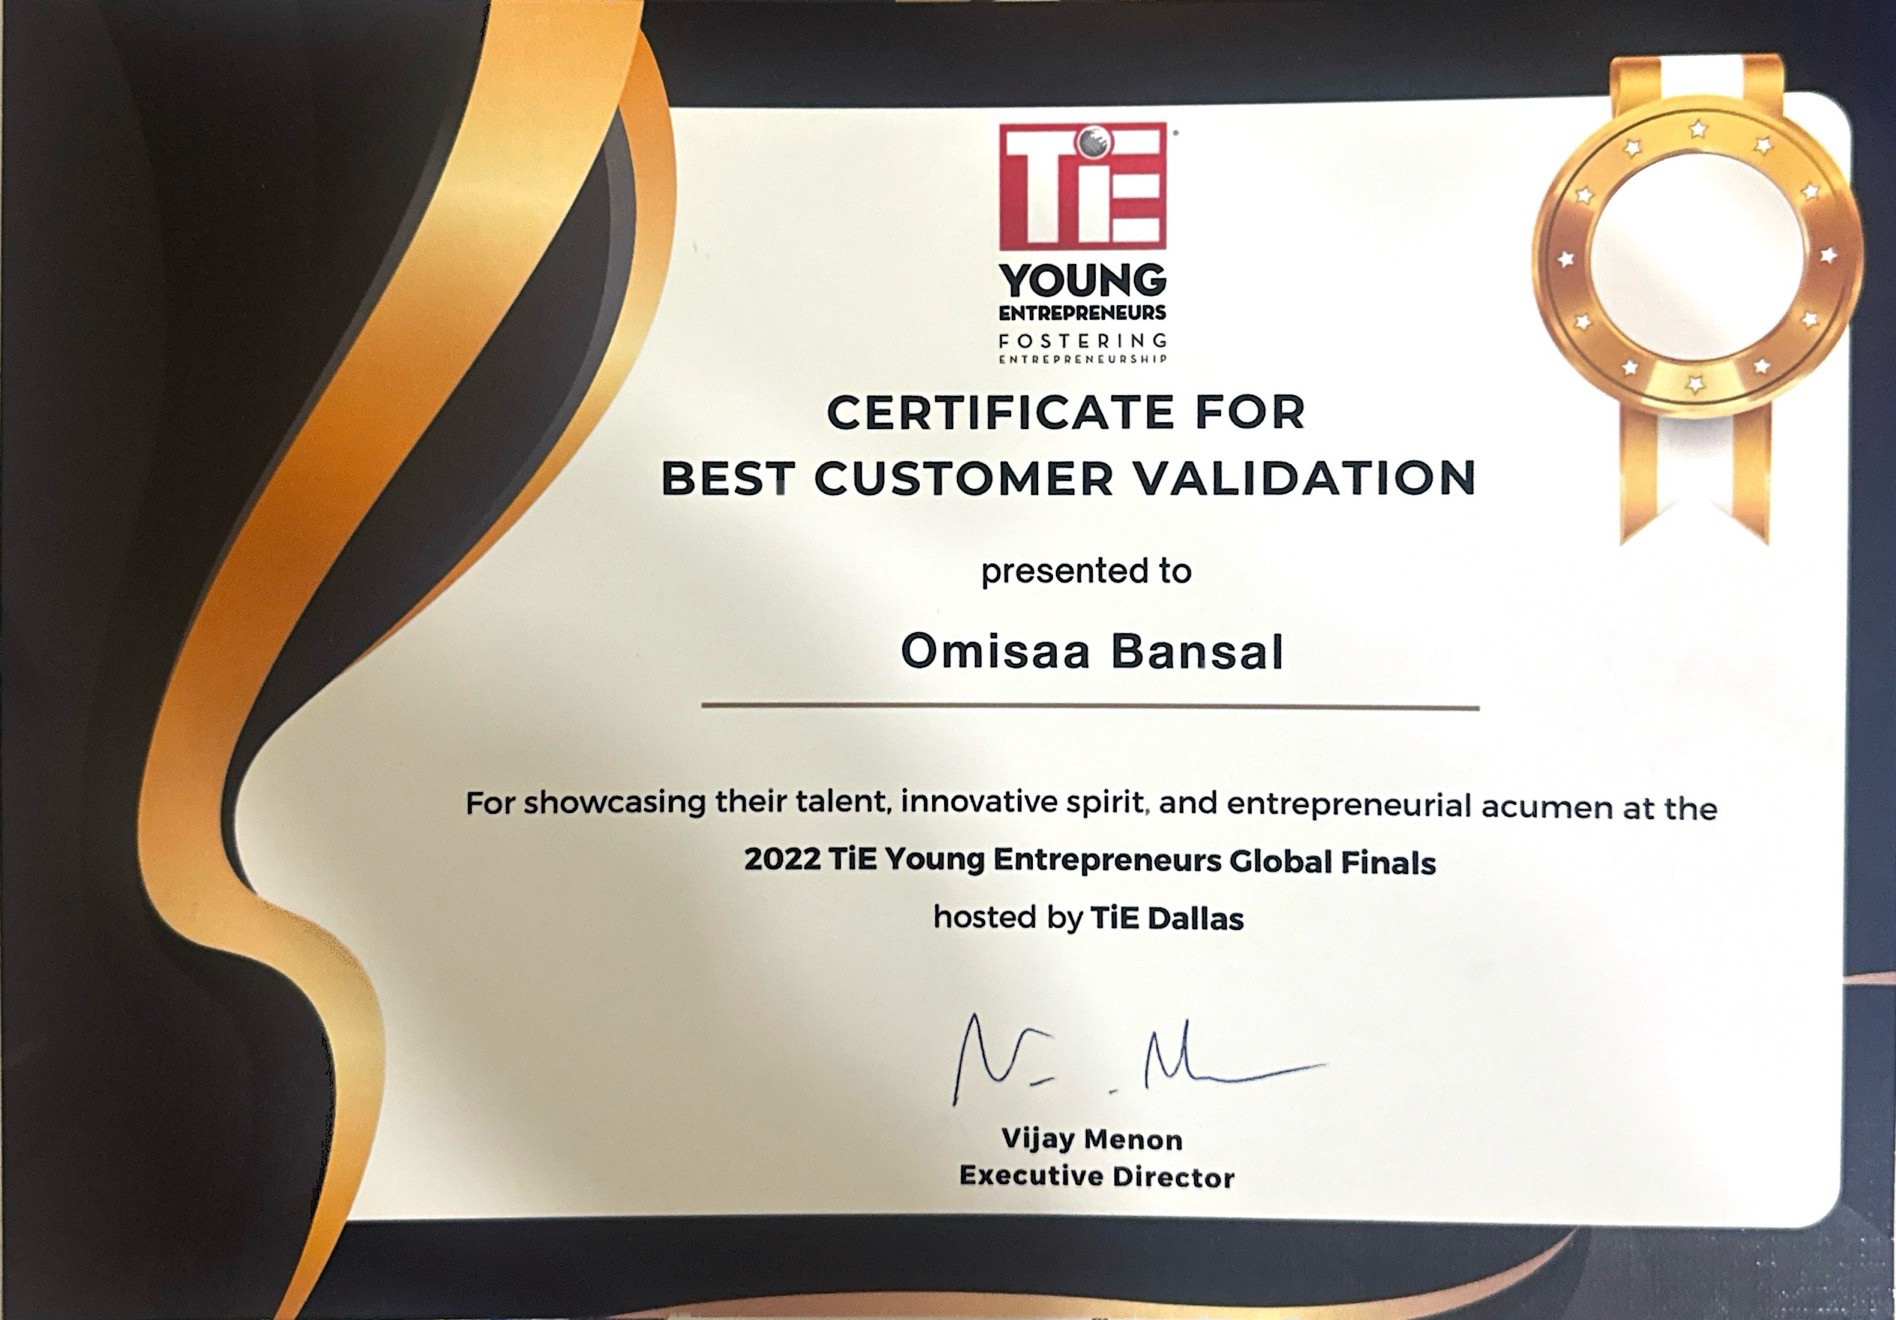 TiE
YOUNG
ENTREPRENEURS
FOSTERING
ENTREPRENEURSHIP
CERTIFICATE FOR
BEST CUSTOMER VALIDATION
presented to
Omisaa Bansal
For showcasing their talent, innovative spirit, and entrepreneurial acumen at the
2022 TiE Young Entrepreneurs Global Finals
hosted by TiE Dallas
Vijay Menon
Executive Director